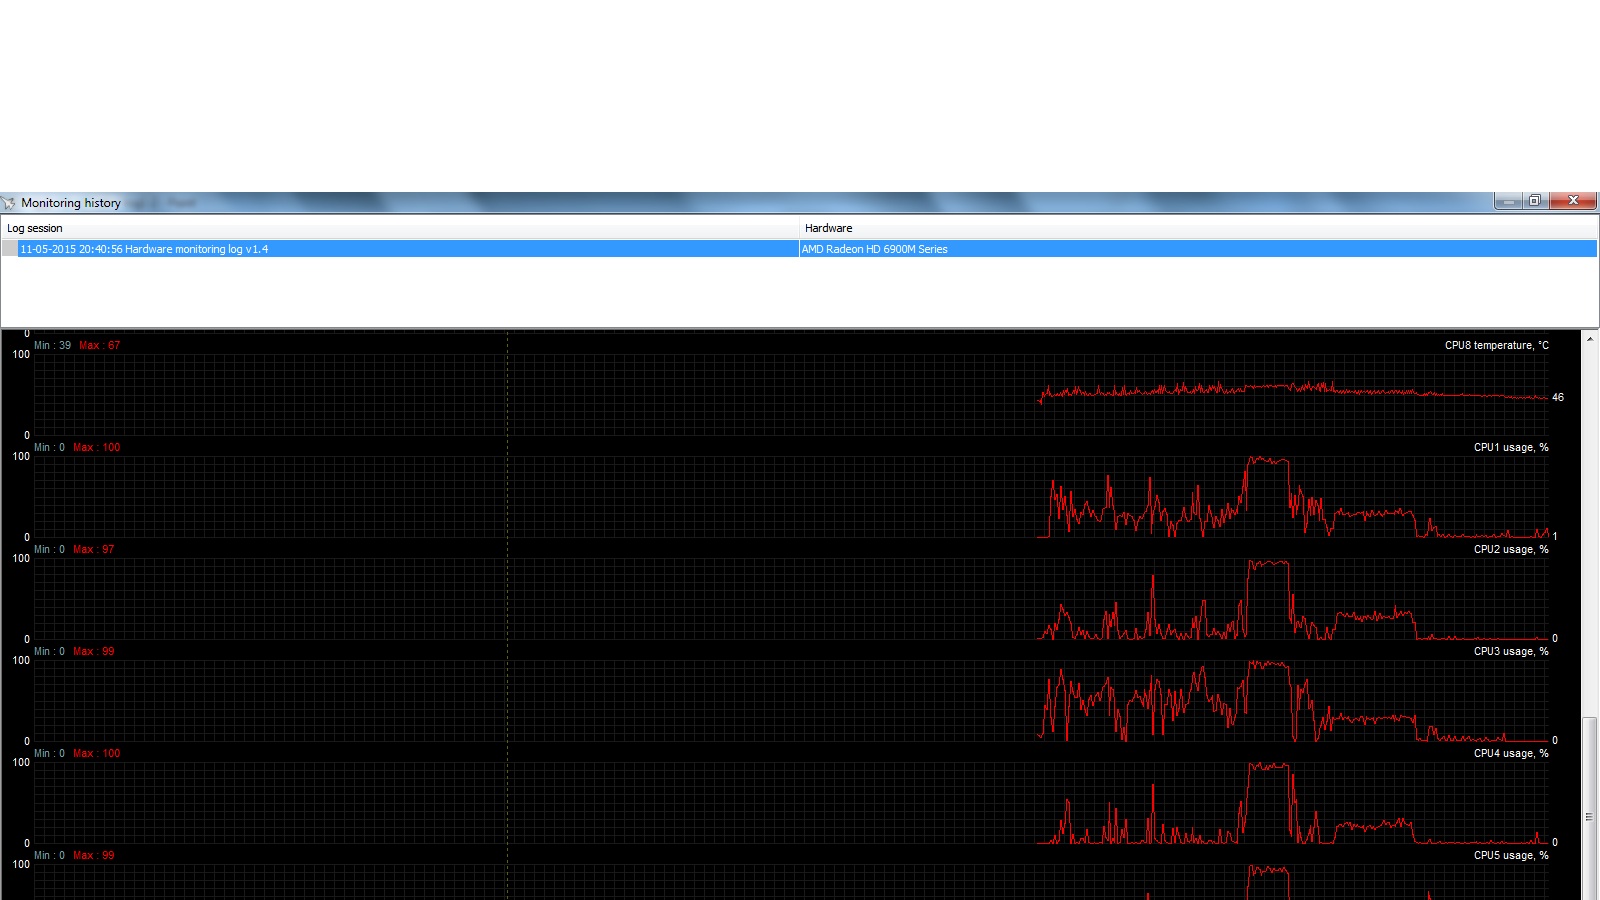 Monitoring history
Log session Hardware
11-05-2015 20:40:56 Hardware monitoring log v1.4 AMD Radeon HD 6900M Series
0
Min : 39 Max : 67 CPU8 temperature, °C
100
46
0
Min : 0 Max : 100 CPU1 usage, %
100
0 1
Min : 0 Max : 97 CPU2 usage, %
100
0 0
Min : 0 Max : 99 CPU3 usage, %
100
0 0
Min : 0 Max : 100 CPU4 usage, %
100
0 0
Min : 0 Max : 99 CPU5 usage, %
100